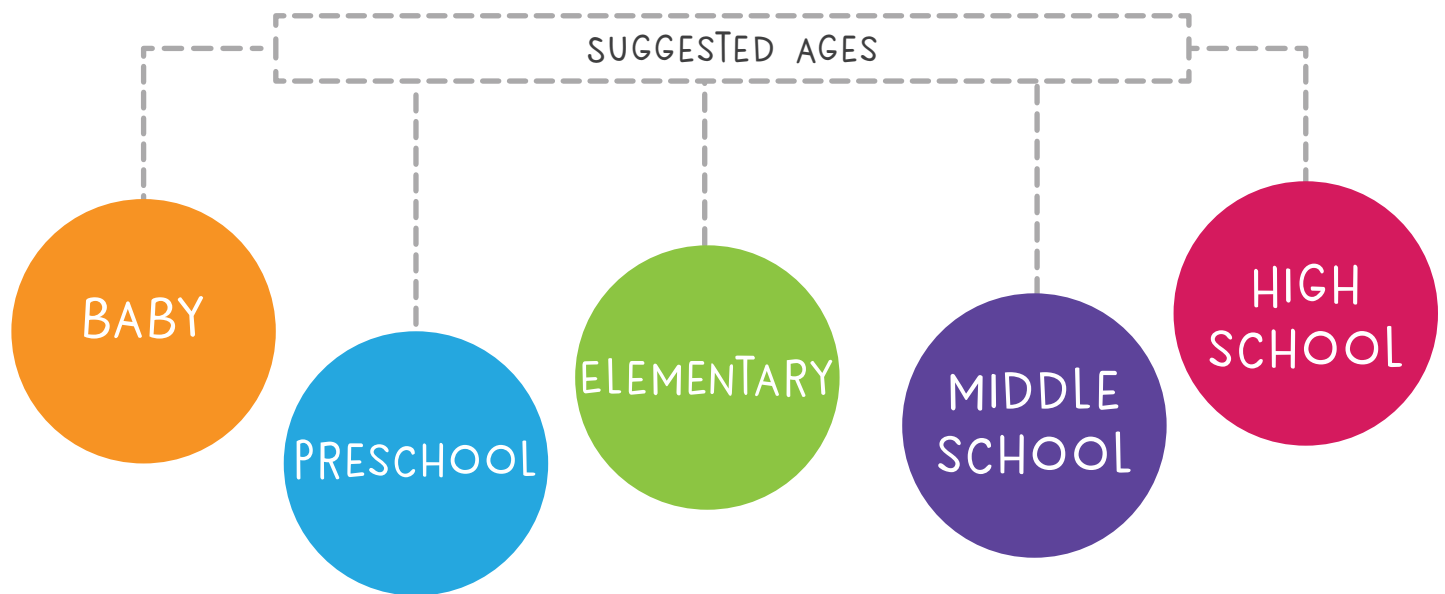 SUGGESTED AGES
BABY
PRESCHOOL
ELEMENTARY
MIDDLE
SCHOOL
HIGH
SCHOOL